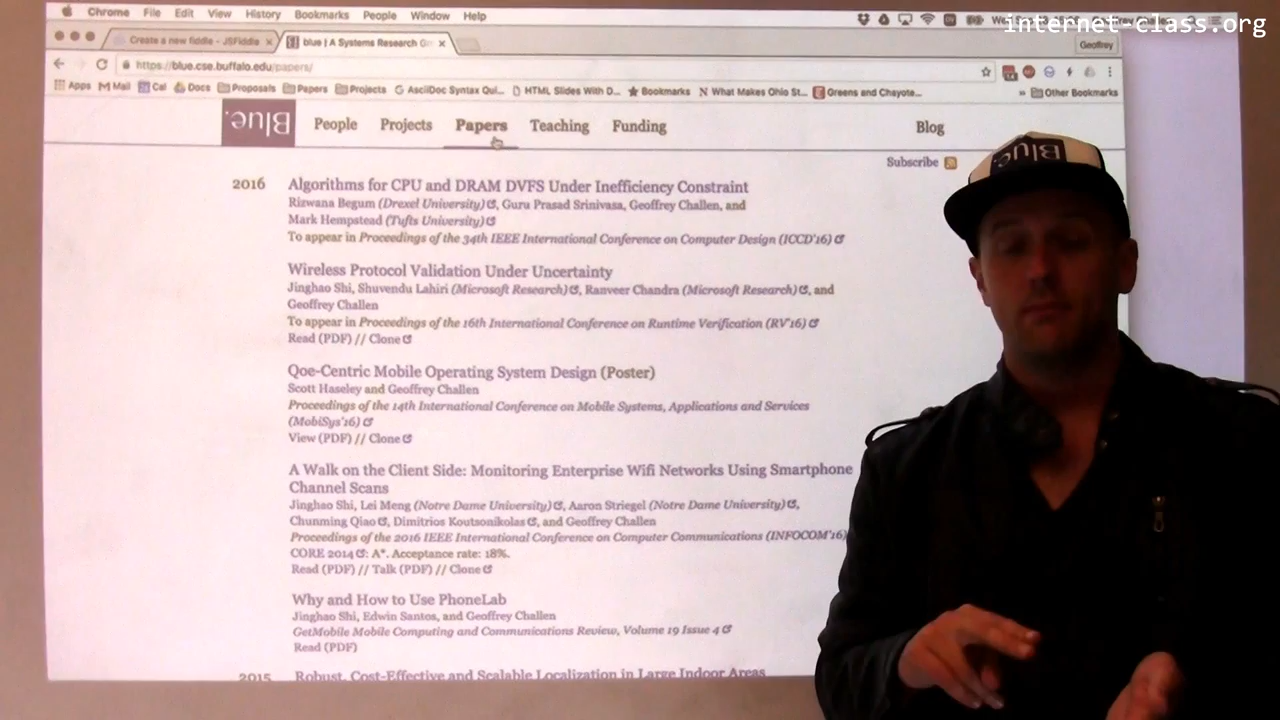 Chrome File Edit View History Bookmarks People Window Help
internet-class.org
Create a new fiddle - JSFiddle
blue | A Systems Research Gr
Geoffrey
https://blue.cse.buffalo.edu/papers/
Apps Mail Cal Docs Proposals Papers Projects AsciiDoc Syntax Qui... HTML Slides With D... Bookmarks What Makes Ohio St... Greens and Chayote... » Other Bookmarks
Blue. People Projects Papers Teaching Funding Blog
Subscribe
Blue.
2016 Algorithms for CPU and DRAM DVFS Under Inefficiency Constraint
Rizwana Begum (Drexel University), Guru Prasad Srinivasa, Geoffrey Challen, and
Mark Hempstead (Tufts University)
To appear in Proceedings of the 34th IEEE International Conference on Computer Design (ICCD'16)
Wireless Protocol Validation Under Uncertainty
Jinghao Shi, Shuvendu Lahiri (Microsoft Research), Ranveer Chandra (Microsoft Research), and
Geoffrey Challen
To appear in Proceedings of the 16th International Conference on Runtime Verification (RV'16)
Read (PDF) // Clone
Qoe-Centric Mobile Operating System Design (Poster)
Scott Haseley and Geoffrey Challen
Proceedings of the 14th International Conference on Mobile Systems, Applications and Services
(MobiSys'16)
View (PDF) // Clone
A Walk on the Client Side: Monitoring Enterprise Wifi Networks Using Smartphone
Channel Scans
Jinghao Shi, Lei Meng (Notre Dame University), Aaron Striegel (Notre Dame University),
Chunming Qiao, Dimitrios Koutsonikolas, and Geoffrey Challen
Proceedings of the 2016 IEEE International Conference on Computer Communications (INFOCOM'16)
CORE 2014: A*. Acceptance rate: 18%.
Read (PDF) // Talk (PDF) // Clone
Why and How to Use PhoneLab
Jinghao Shi, Edwin Santos, and Geoffrey Challen
GetMobile Mobile Computing and Communications Review, Volume 19 Issue 4
Read (PDF)
2015 Robust, Cost-Effective and Scalable Localization in Large Indoor Areas